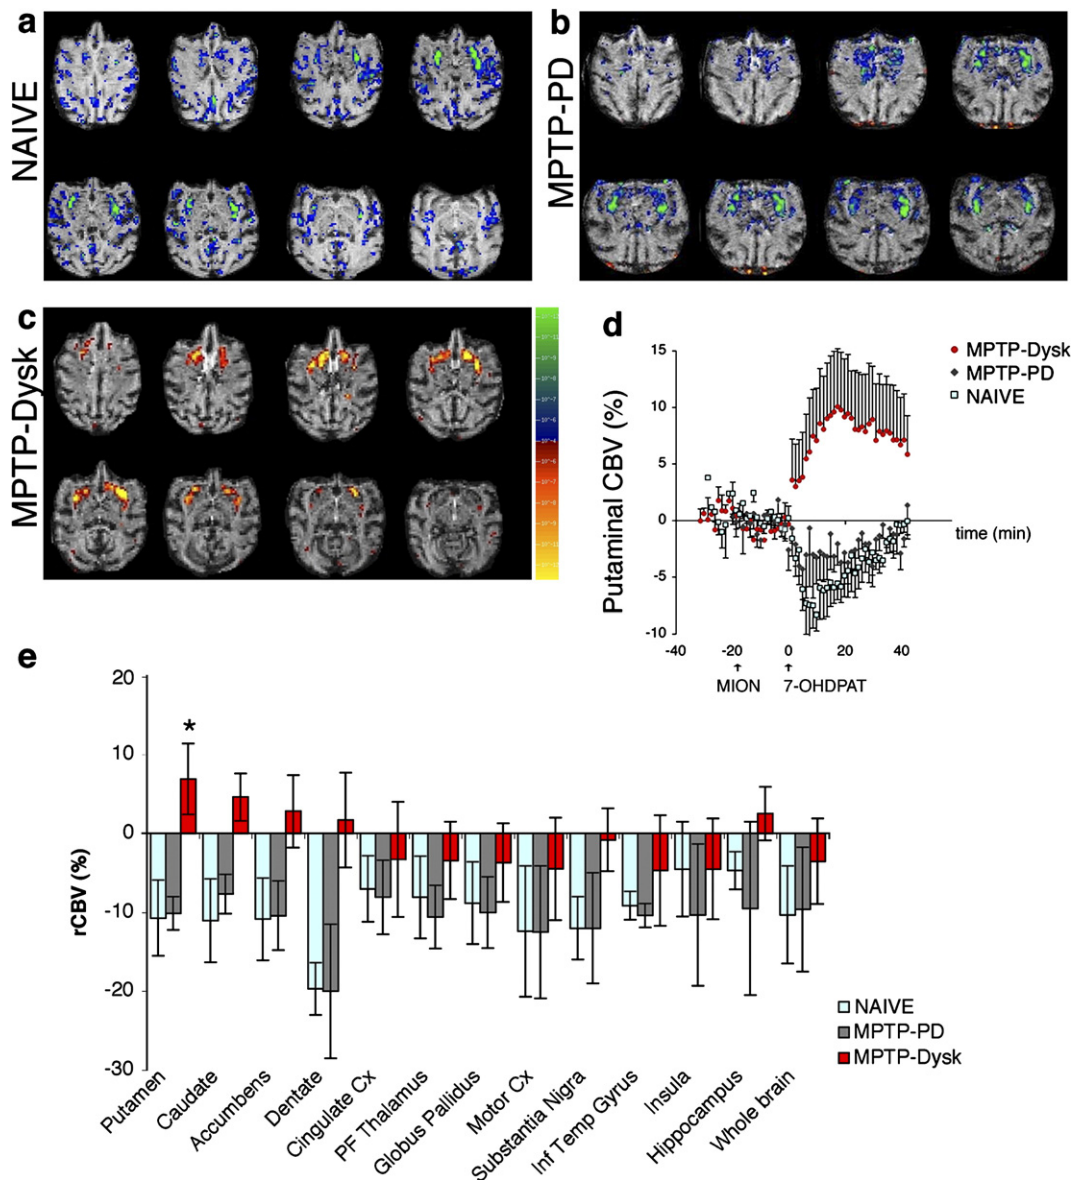 a
NAIVE
b
MPTP-PD
c
MPTP-Dysk
d
MPTP-Dysk
MPTP-PD
NAIVE
Putaminal CBV (%)
15
10
5
0
-5
-10
time (min)
-40
-20
0
20
40
MION
7-OHDPAT
e
rCBV (%)
20
10
0
-10
-20
-30
*
NAIVE
MPTP-PD
MPTP-Dysk
Putamen
Caudate
Accumbens
Dentate
Cingulate Cx
PF Thalamus
Globus Pallidus
Motor Cx
Substantia Nigra
Inf Temp Gyrus
Insula
Hippocampus
Whole brain